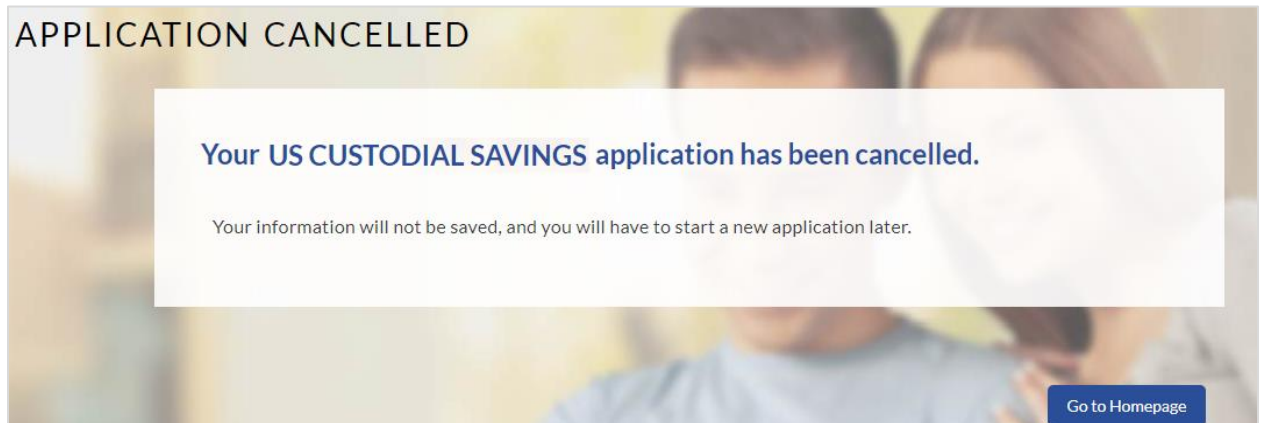 APPLICATION CANCELLED
Your US CUSTODIAL SAVINGS application has been cancelled.
Your information will not be saved, and you will have to start a new application later.
Go to Homepage